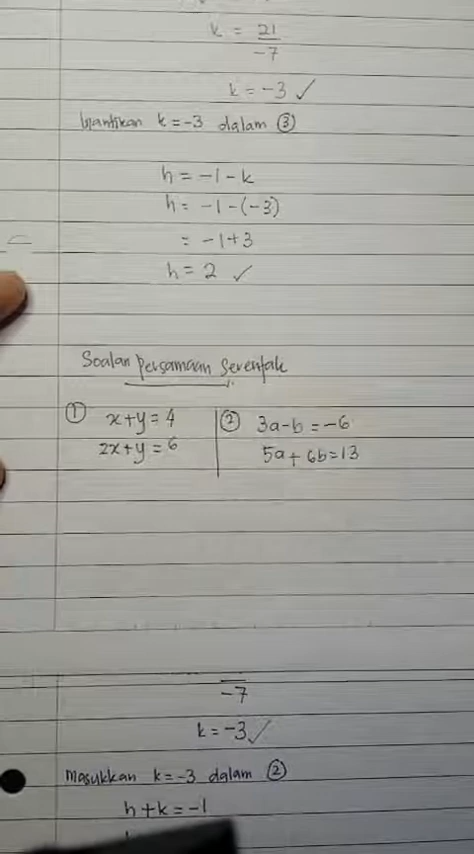 k = 21
-7
k = -3 ✓
Gantikan k = -3 dalam ③
h = -1 - k
h = -1 - (-3)
= -1 + 3
h = 2 ✓
Soalan Persamaan Serentak
① x + y = 4
2x + y = 6
② 3a - b = -6
5a + 6b = 13
-7
k = -3 ✓
Masukkan k = -3 dalam ②
h + k = -1